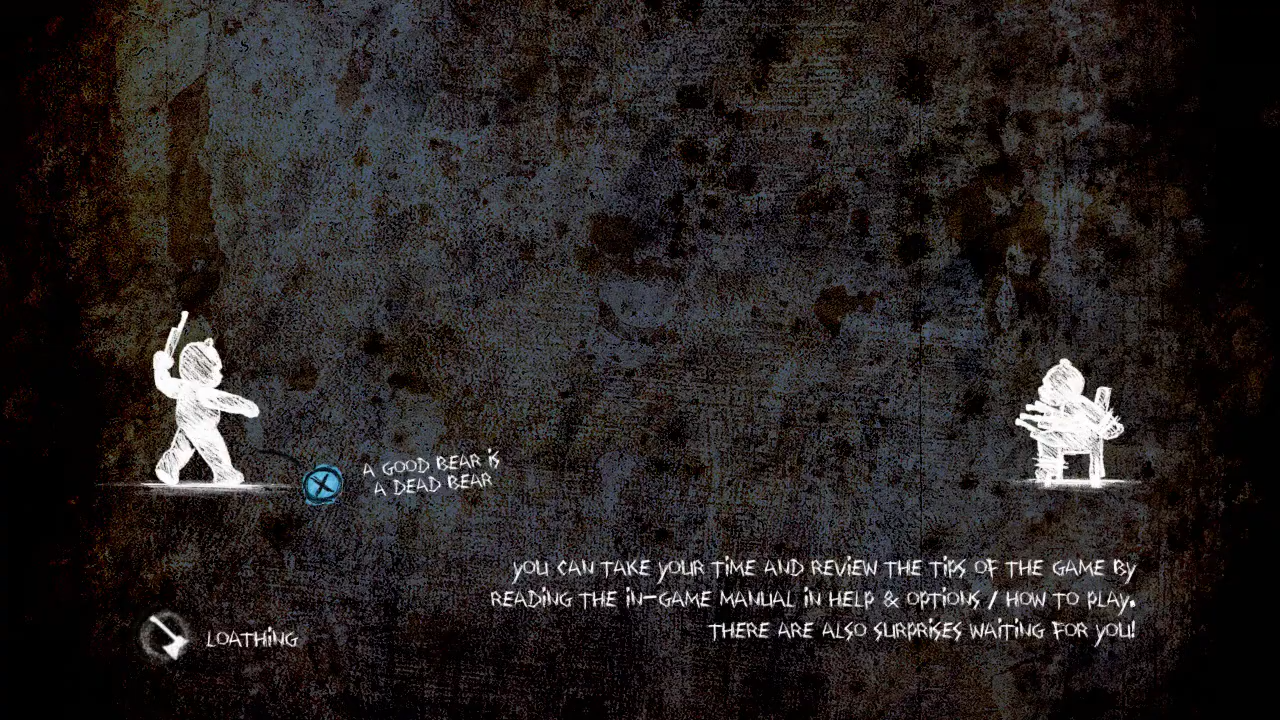 A GOOD BEAR IS
A DEAD BEAR
YOU CAN TAKE YOUR TIME AND REVIEW THE TIPS OF THE GAME BY
READING THE IN-GAME MANUAL IN HELP & OPTIONS / HOW TO PLAY.
THERE ARE ALSO SURPRISES WAITING FOR YOU!
LOATHING